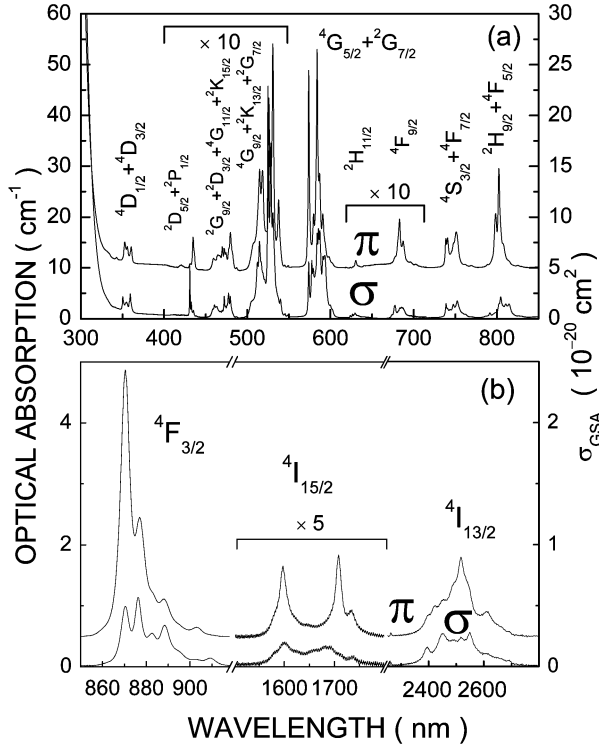 OPTICAL ABSORPTION ( cm⁻¹ )
σGSA ( 10⁻²⁰ cm² )
60
50
40
30
20
10
0
30
25
20
15
10
5
0
(a)
× 10
⁴D₁/₂+⁴D₃/₂
²D₅/₂+²P₁/₂
²G₉/₂+²D₃/₂+⁴G₁₁/₂+²K₁₅/₂
⁴G₉/₂+²K₁₃/₂+²G₇/₂
⁴G₅/₂+²G₇/₂
²H₁₁/₂
⁴F₉/₂
× 10
⁴S₃/₂+⁴F₇/₂
²H₉/₂+⁴F₅/₂
π
σ
300 400 500 600 700 800
(b)
4
2
0
2
1
0
⁴F₃/₂
⁴I₁₅/₂
× 5
⁴I₁₃/₂
π
σ
860 880 900 1600 1700 2400 2600
WAVELENGTH ( nm )